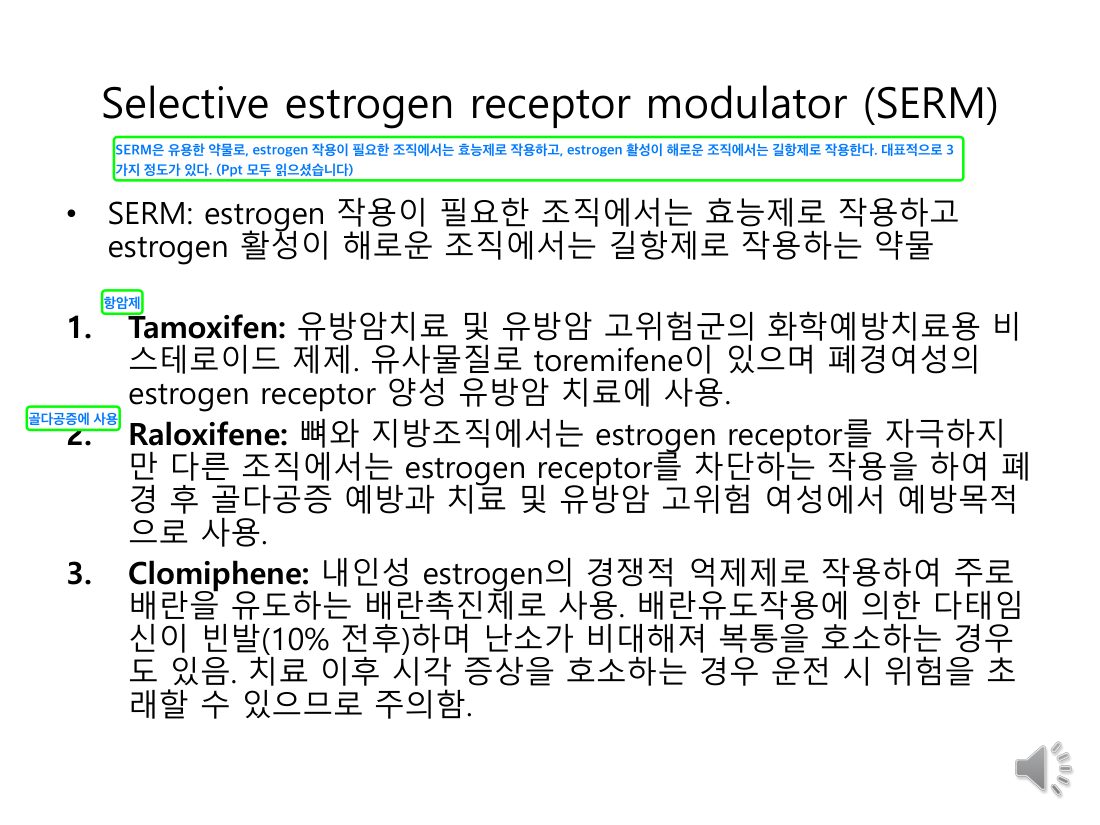 Selective estrogen receptor modulator (SERM)
SERM은 유용한 약물로, estrogen 작용이 필요한 조직에서는 효능제로 작용하고, estrogen 활성이 해로운 조직에서는 길항제로 작용한다. 대표적으로 3
가지 정도가 있다. (Ppt 모두 읽으셨습니다)
• SERM: estrogen 작용이 필요한 조직에서는 효능제로 작용하고
estrogen 활성이 해로운 조직에서는 길항제로 작용하는 약물
항암제
1. Tamoxifen: 유방암치료 및 유방암 고위험군의 화학예방치료용 비
스테로이드 제제. 유사물질로 toremifene이 있으며 폐경여성의
estrogen receptor 양성 유방암 치료에 사용.
골다공증에 사용
2. Raloxifene: 뼈와 지방조직에서는 estrogen receptor를 자극하지
만 다른 조직에서는 estrogen receptor를 차단하는 작용을 하여 폐
경 후 골다공증 예방과 치료 및 유방암 고위험 여성에서 예방목적
으로 사용.
3. Clomiphene: 내인성 estrogen의 경쟁적 억제제로 작용하여 주로
배란을 유도하는 배란촉진제로 사용. 배란유도작용에 의한 다태임
신이 빈발(10% 전후)하며 난소가 비대해져 복통을 호소하는 경우
도 있음. 치료 이후 시각 증상을 호소하는 경우 운전 시 위험을 초
래할 수 있으므로 주의함.